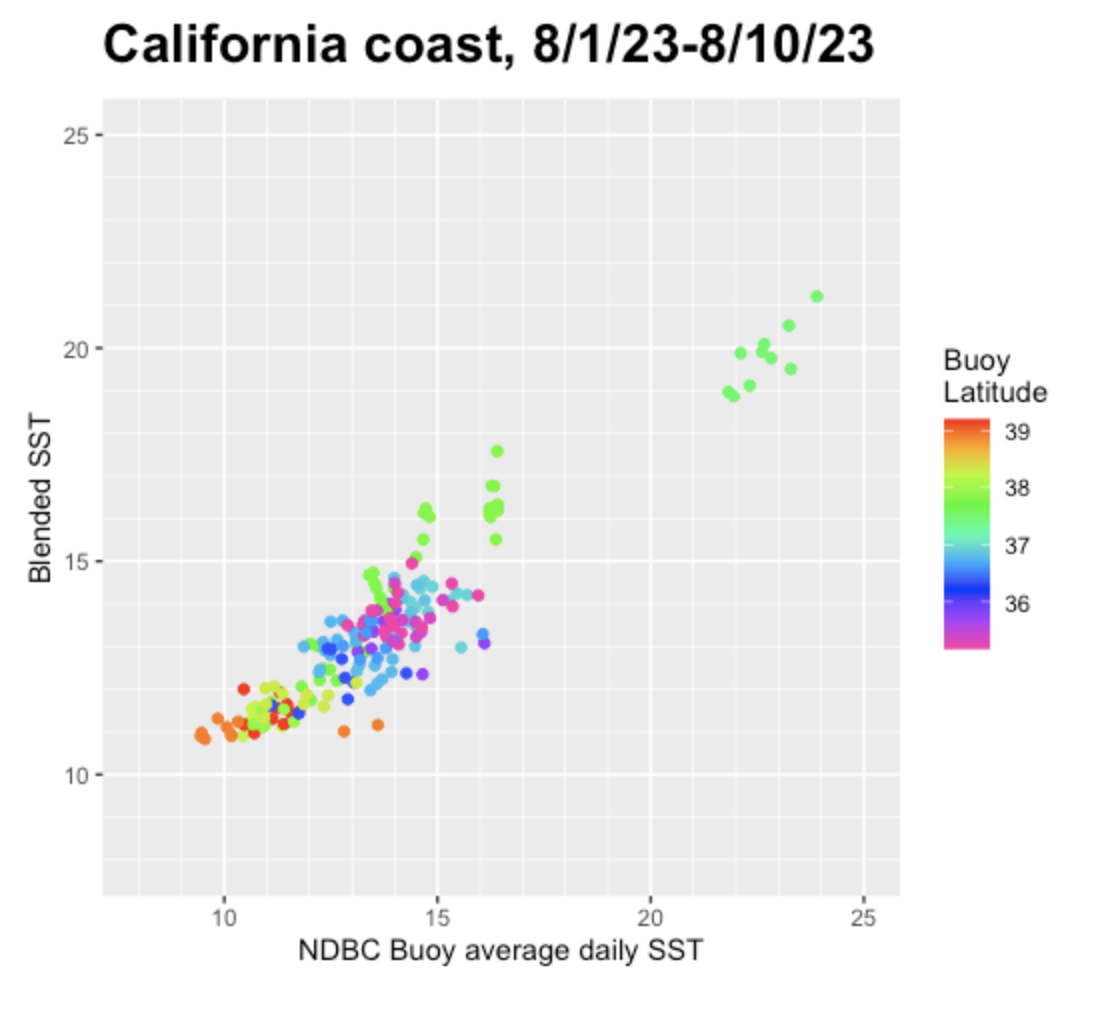 California coast, 8/1/23-8/10/23
25
20
15
10
Blended SST
10
15
20
25
NDBC Buoy average daily SST
Buoy
Latitude
39
38
37
36